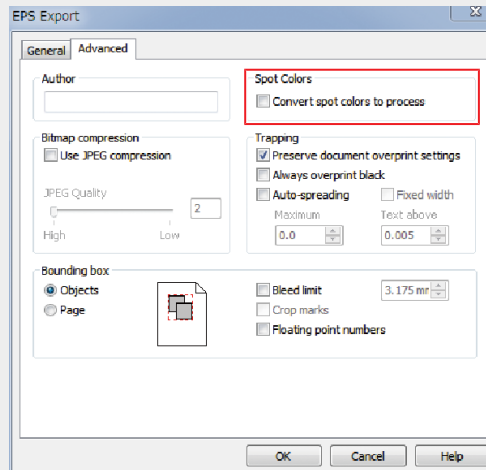 EPS Export
General Advanced
Author
Spot Colors
Convert spot colors to process
Bitmap compression
Use JPEG compression
JPEG Quality
2
High Low
Trapping
Preserve document overprint settings
Always overprint black
Auto-spreading Fixed width
Maximum Text above
0.0 0.005
Bounding box
Objects
Page
Bleed limit 3.175 mr
Crop marks
Floating point numbers
OK Cancel Help